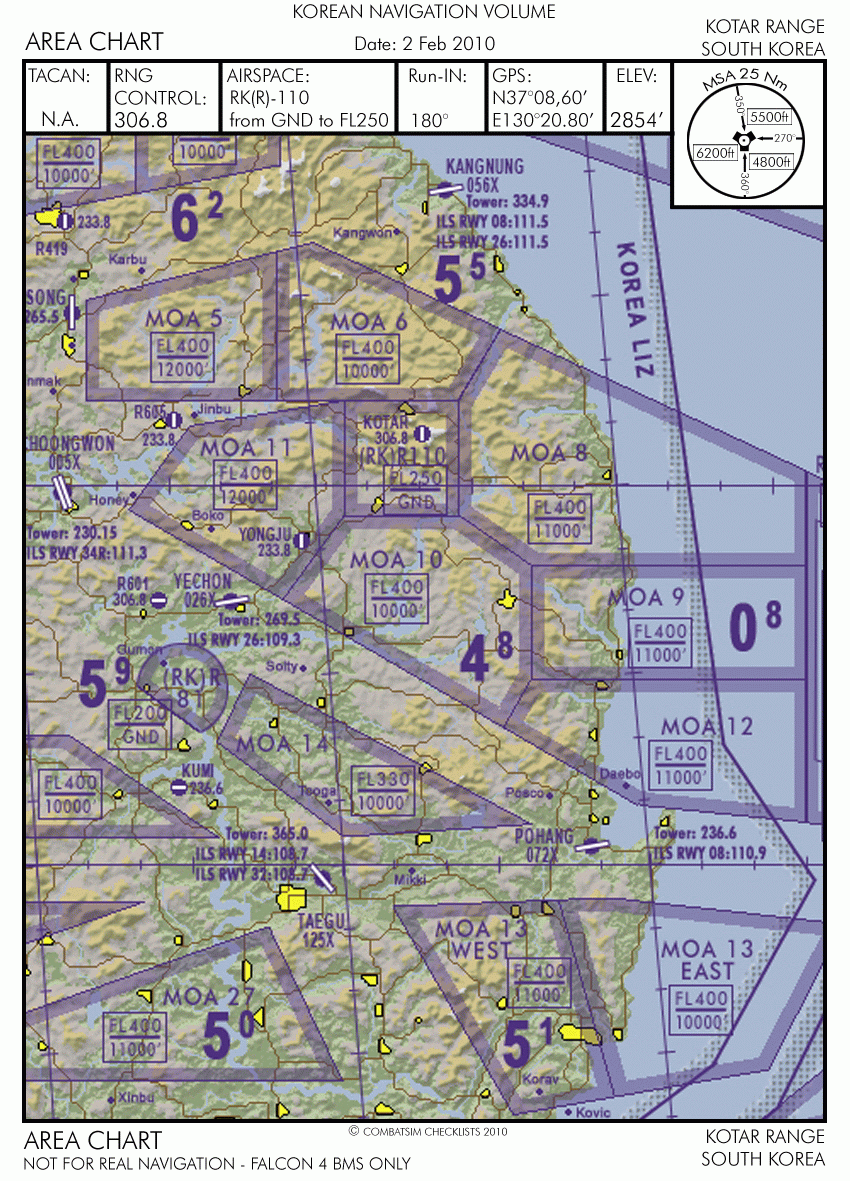 KOREAN NAVIGATION VOLUME
AREA CHART
Date: 2 Feb 2010
KOTAR RANGE
SOUTH KOREA
TACAN:
N.A.
RNG
CONTROL:
306.8
AIRSPACE:
RK(R)-110
from GND to FL250
Run-IN:
180°
GPS:
N37°08,60'
E130°20.80'
ELEV:
2854'
MSA 25 Nm
350°
5500ft
270°
6200ft
4800ft
360°
FL400
10000'
10000'
6 2
233.8
R419
Karbu
KANGNUNG
056X
Tower: 334.9
ILS RWY 08:111.5
ILS RWY 26:111.5
Kangwon
5 5
KOREA LIZ
SONG
265.5
MOA 5
FL400
12000'
MOA 6
FL400
10000'
nmak
R605
Jinbu
233.8
KOTAR
306.8
(RK)R110
FL250
GND
MOA 8
FL400
11000'
CHOONGWON
005X
MOA 11
FL400
12000'
Honey
Boko
Tower: 230.15
ILS RWY 34R:111.3
YONGJU
233.8
MOA 10
FL400
10000'
R601
306.8
YECHON
026X
Tower: 269.5
ILS RWY 26:109.3
MOA 9
FL400
11000'
0 8
4 8
Gumon
Solty
5 9
(RK)R
81
FL200
GND
MOA 14
FL330
10000'
MOA 12
FL400
11000'
FL400
10000'
KUMI
236.6
Tsoga
Posco
Daebo
Tower: 365.0
ILS RWY 14:108.7
ILS RWY 32:108.7
POHANG
072X
Tower: 236.6
ILS RWY 08:110.9
Mikki
TAEGU
125X
MOA 13
WEST
FL400
11000'
MOA 13
EAST
FL400
10000'
MOA 27
FL400
11000'
5 0
5 1
Korav
Xinbu
Kovic
AREA CHART
NOT FOR REAL NAVIGATION - FALCON 4 BMS ONLY
© COMBATSIM CHECKLISTS 2010
KOTAR RANGE
SOUTH KOREA